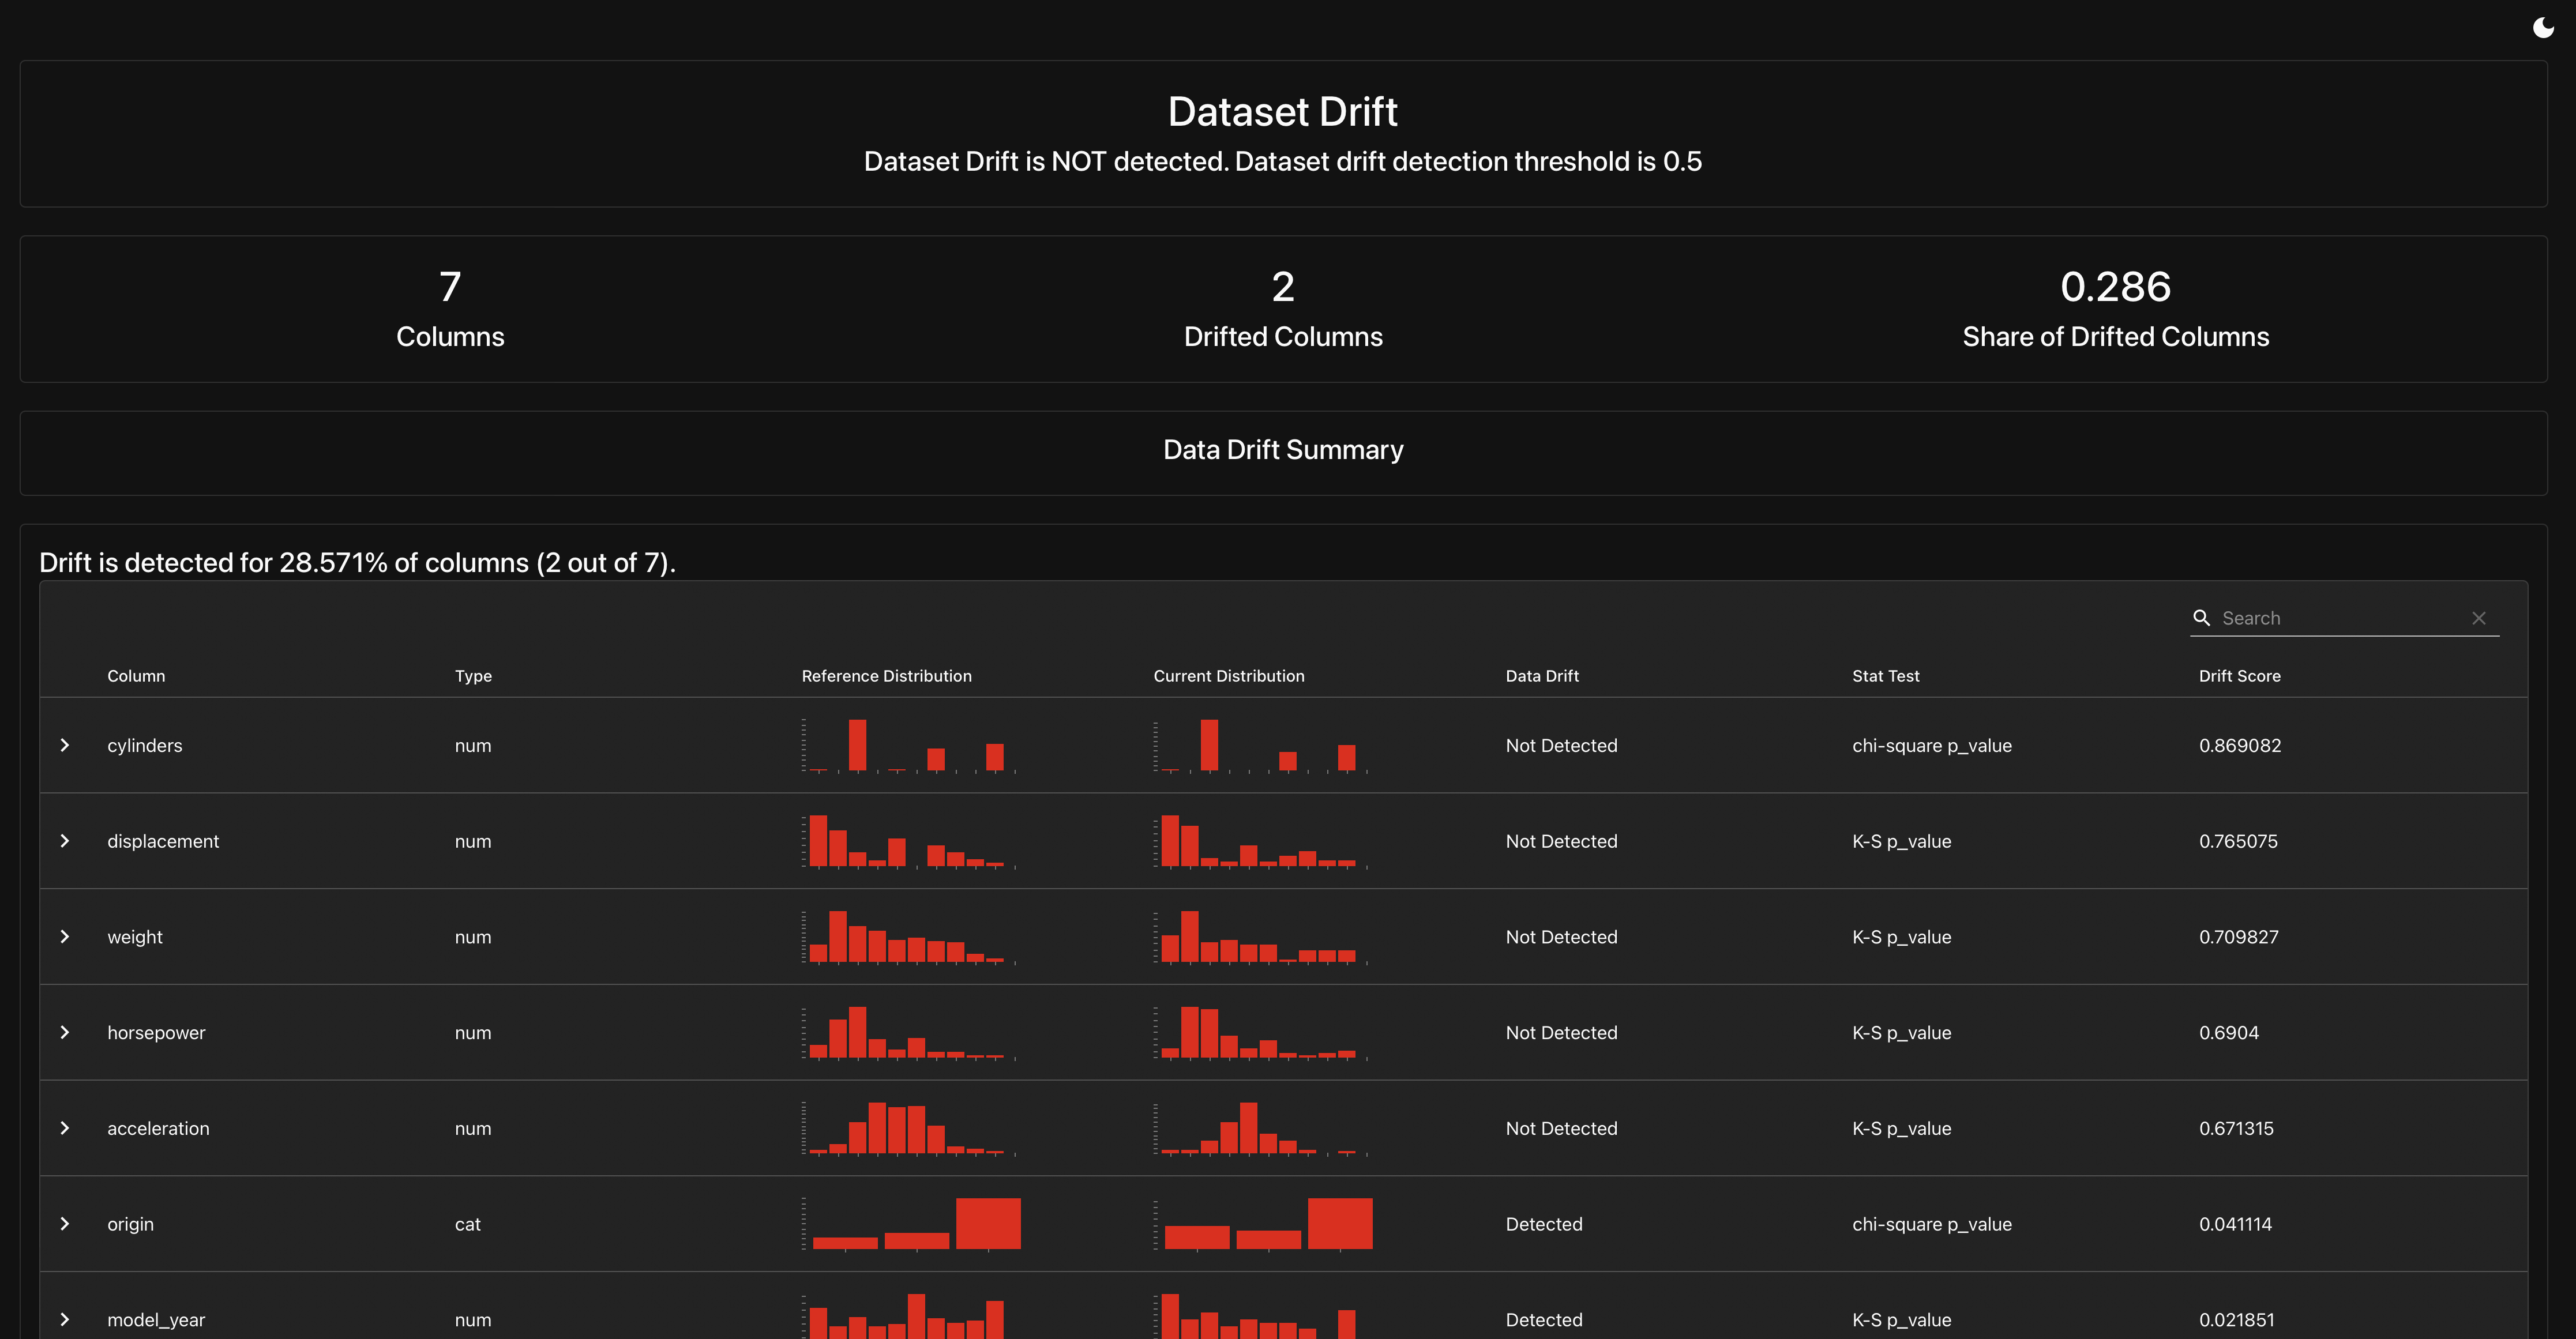 Dataset Drift
Dataset Drift is NOT detected. Dataset drift detection threshold is 0.5
7
Columns
2
Drifted Columns
0.286
Share of Drifted Columns
Data Drift Summary
Drift is detected for 28.571% of columns (2 out of 7).
Search
Column Type Reference Distribution Current Distribution Data Drift Stat Test Drift Score
cylinders num Not Detected chi-square p_value 0.869082
displacement num Not Detected K-S p_value 0.765075
weight num Not Detected K-S p_value 0.709827
horsepower num Not Detected K-S p_value 0.6904
acceleration num Not Detected K-S p_value 0.671315
origin cat Detected chi-square p_value 0.041114
model_year num Detected K-S p_value 0.021851